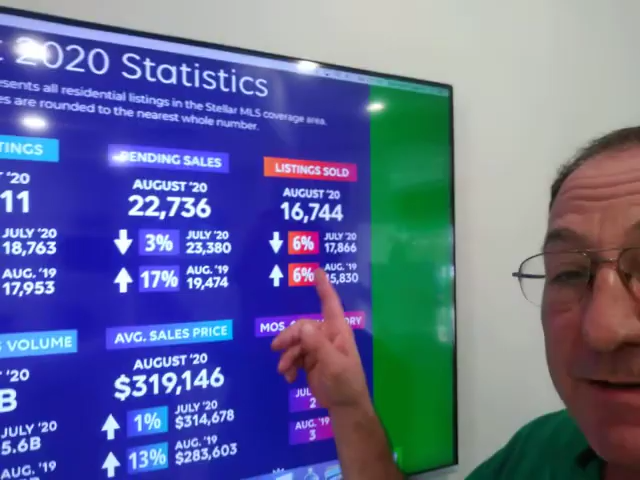 2020 Statistics
esents all residential listings in the Stellar MLS coverage area.
es are rounded to the nearest whole number.
TINGS
'20
11
JULY '20
18,763
AUG. '19
17,953
PENDING SALES
AUGUST '20
22,736
3% JULY '20
23,380
17% AUG. '19
19,474
LISTINGS SOLD
AUGUST '20
16,744
6% JULY '20
17,866
6% AUG. '19
15,830
S VOLUME
'20
B
JULY '20
5.6B
AUG. '19
AVG. SALES PRICE
AUGUST '20
$319,146
1% JULY '20
$314,678
13% AUG. '19
$283,603
MOS.
ORY
JUL
2
AUG.
3